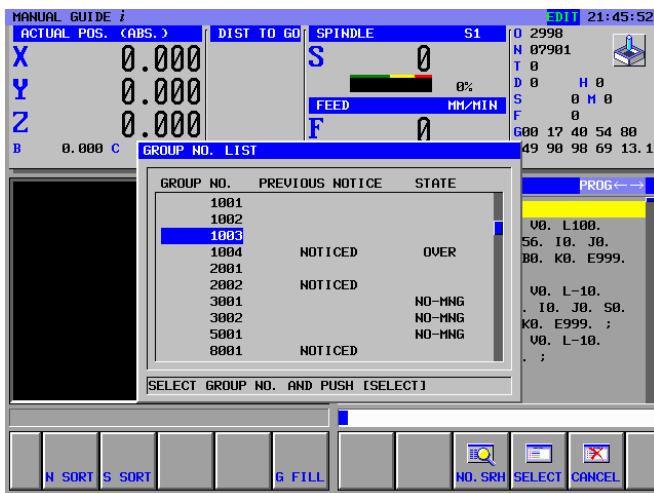 MANUAL GUIDE i
EDIT 21:45:52
ACTUAL POS. (ABS.)
DIST TO GO
SPINDLE S1
O 2998
N 07901
X 0.000
S 0
T 0
D 0 H 0
Y 0.000
0%
S 0 M 0
FEED MM/MIN
F 0
Z 0.000
F 0
G00 17 40 54 80
B 0.000 C
49 90 98 69 13.1
GROUP NO. LIST
PROG←→
GROUP NO. PREVIOUS NOTICE STATE
1001
1002
1003
1004 NOTICED OVER
2001
2002 NOTICED
3001 NO-MNG
3002 NO-MNG
5001 NO-MNG
8001 NOTICED
V0. L100.
56. I0. J0.
B0. K0. E999.
V0. L-10.
. I0. J0. S0.
K0. E999. ;
V0. L-10.
. ;
SELECT GROUP NO. AND PUSH [SELECT]
N SORT
S SORT
G FILL
NO.SRH
SELECT
CANCEL